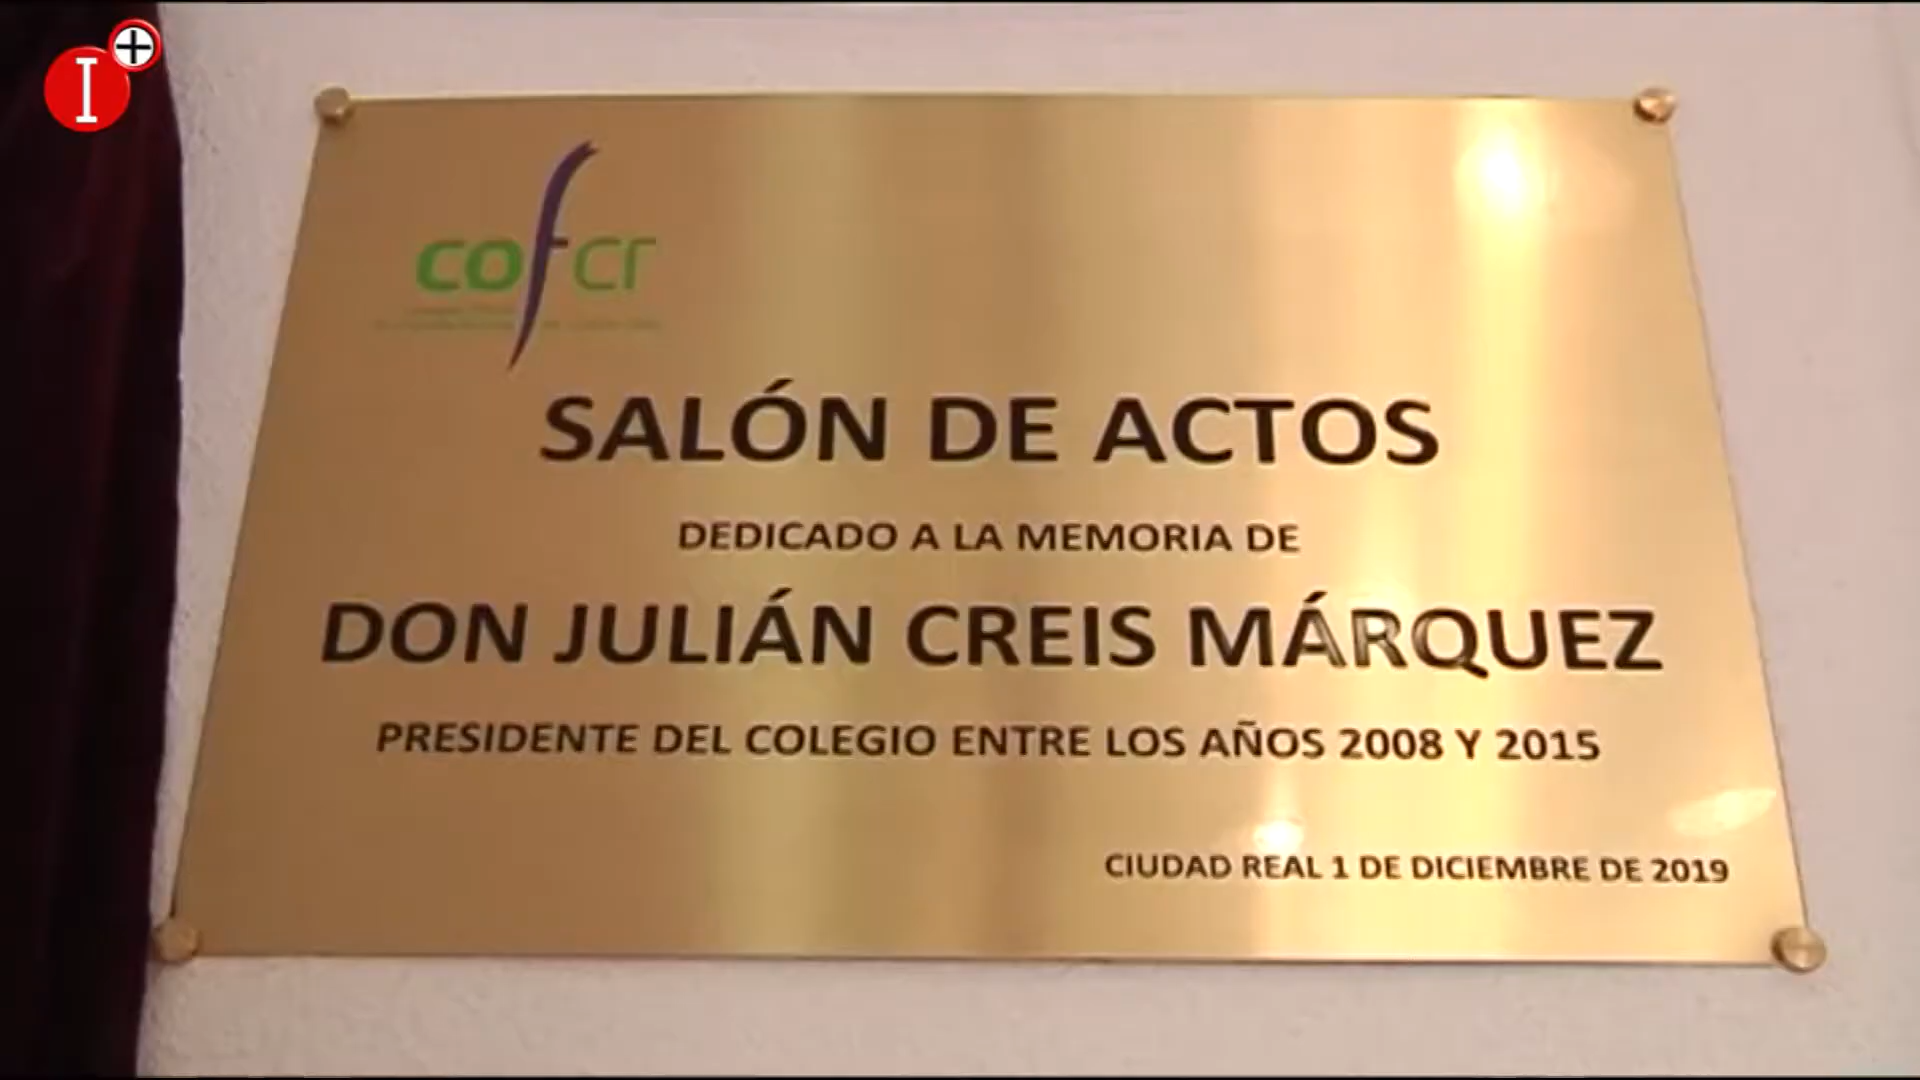 I+
cofcr
SALÓN DE ACTOS
DEDICADO A LA MEMORIA DE
DON JULIÁN CREIS MÁRQUEZ
PRESIDENTE DEL COLEGIO ENTRE LOS AÑOS 2008 Y 2015
CIUDAD REAL 1 DE DICIEMBRE DE 2019